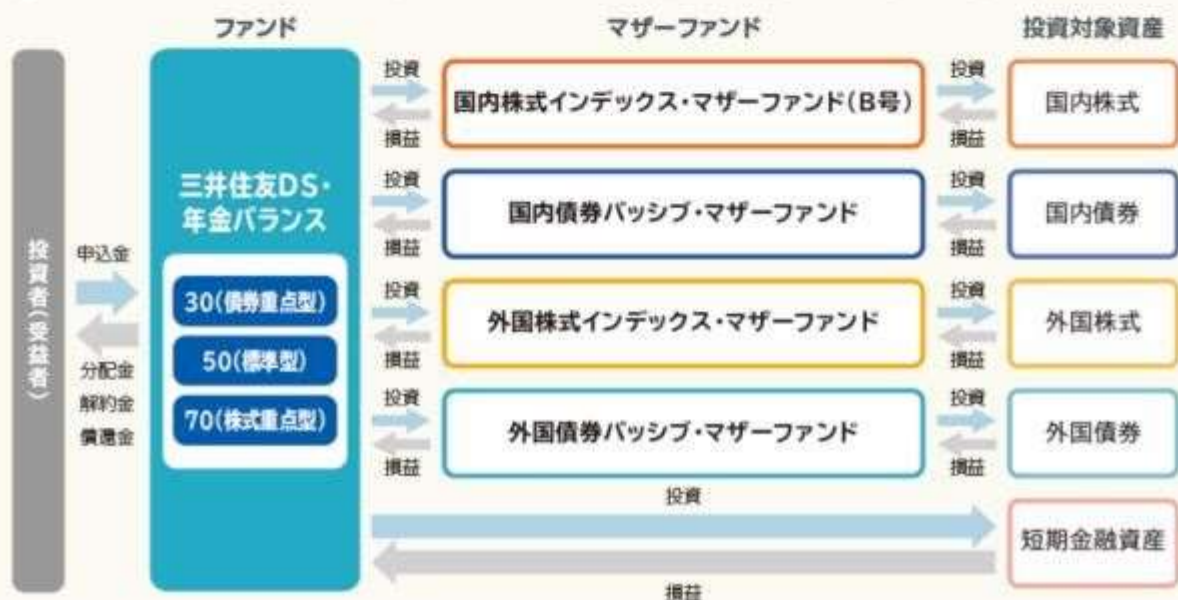 ファンド
マザーファンド
投資対象資産
投資者(受益者)
申込金
分配金
解約金
償還金
三井住友DS・
年金バランス
30(債券重点型)
50(標準型)
70(株式重点型)
投資
損益
国内株式インデックス・マザーファンド(B号)
投資
損益
国内株式
投資
損益
国内債券パッシブ・マザーファンド
投資
損益
国内債券
投資
損益
外国株式インデックス・マザーファンド
投資
損益
外国株式
投資
損益
外国債券パッシブ・マザーファンド
投資
損益
外国債券
投資
損益
短期金融資産